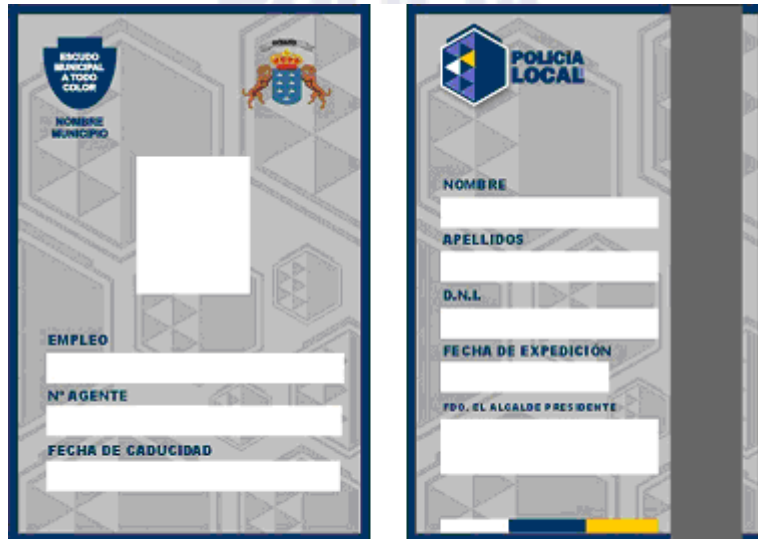 ESCUDO
MUNICIPAL
A TODO
COLOR
NOMBRE
MUNICIPIO
EMPLEO
Nº AGENTE
FECHA DE CADUCIDAD
POLICÍA
LOCAL
NOMBRE
APELLIDOS
D.N.I.
FECHA DE EXPEDICIÓN
FDO. EL ALCALDE PRESIDENTE